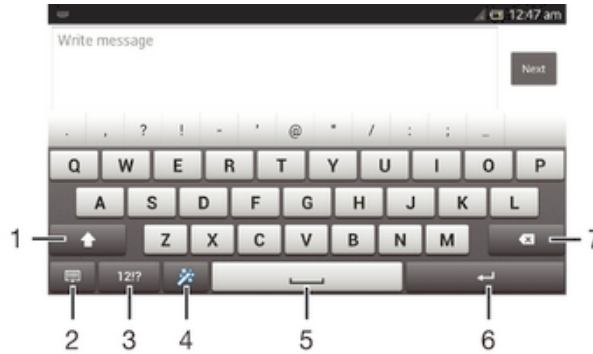 12:47 am
Write message
Next
. , ? ! - ' @ " / : ; _
Q W E R T Y U I O P
A S D F G H J K L
1 7
Z X C V B N M
12!?
2 3 4 5 6